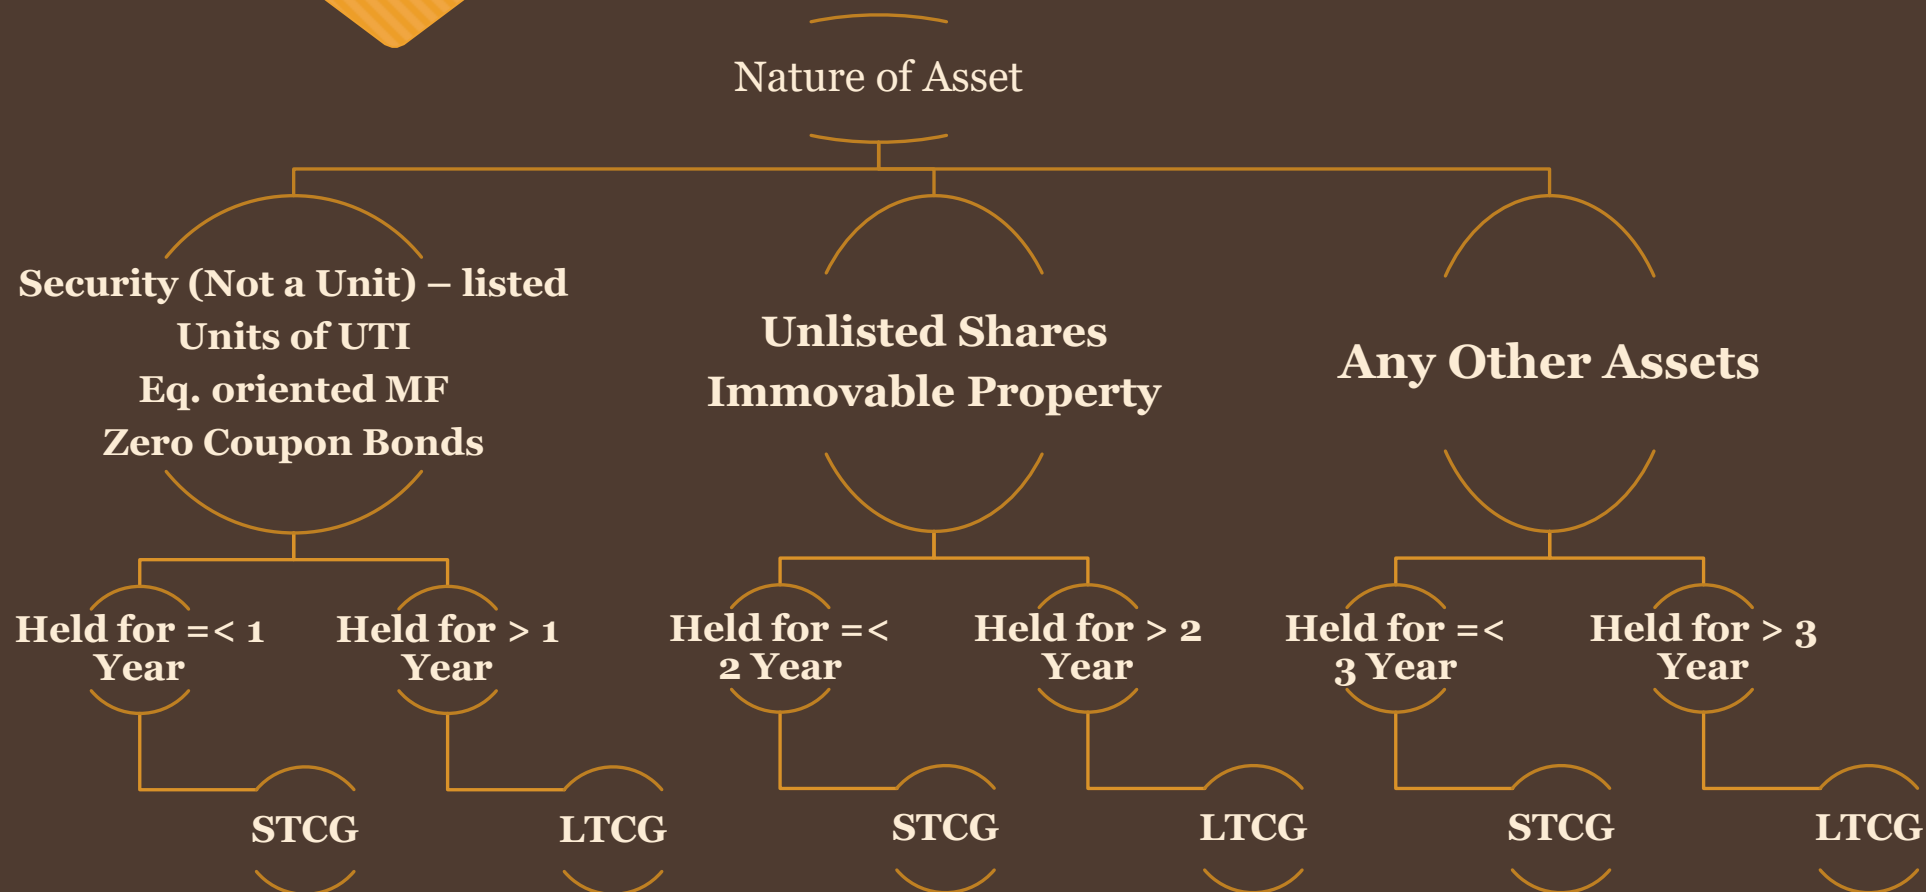 Nature of Asset
Security (Not a Unit) – listed
Units of UTI
Eq. oriented MF
Zero Coupon Bonds
Unlisted Shares
Immovable Property
Any Other Assets
Held for =< 1
Year
Held for > 1
Year
Held for =<
2 Year
Held for > 2
Year
Held for =<
3 Year
Held for > 3
Year
STCG
LTCG
STCG
LTCG
STCG
LTCG